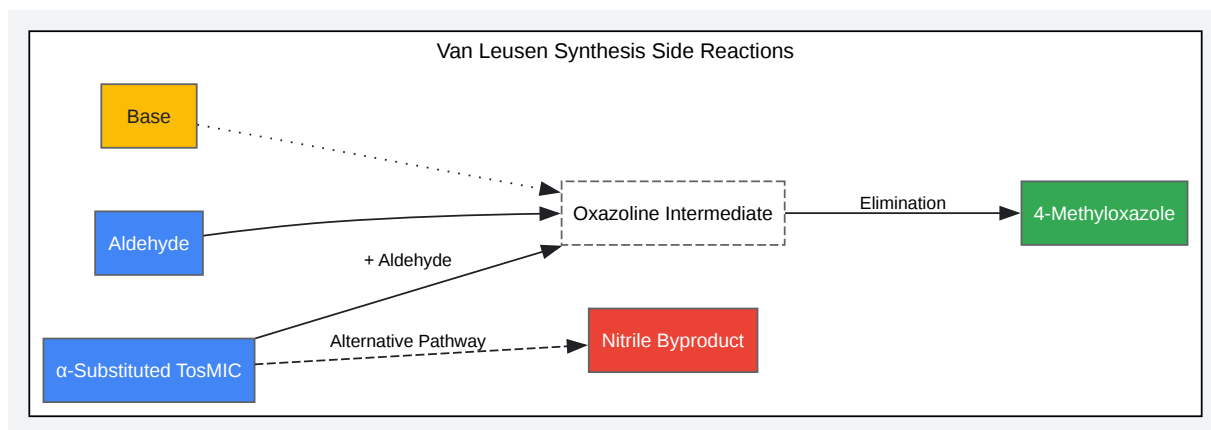 Van Leusen Synthesis Side Reactions
Base
Aldehyde
α-Substituted TosMIC
+ Aldehyde
Alternative Pathway
Oxazoline Intermediate
Nitrile Byproduct
Elimination
4-Methyloxazole